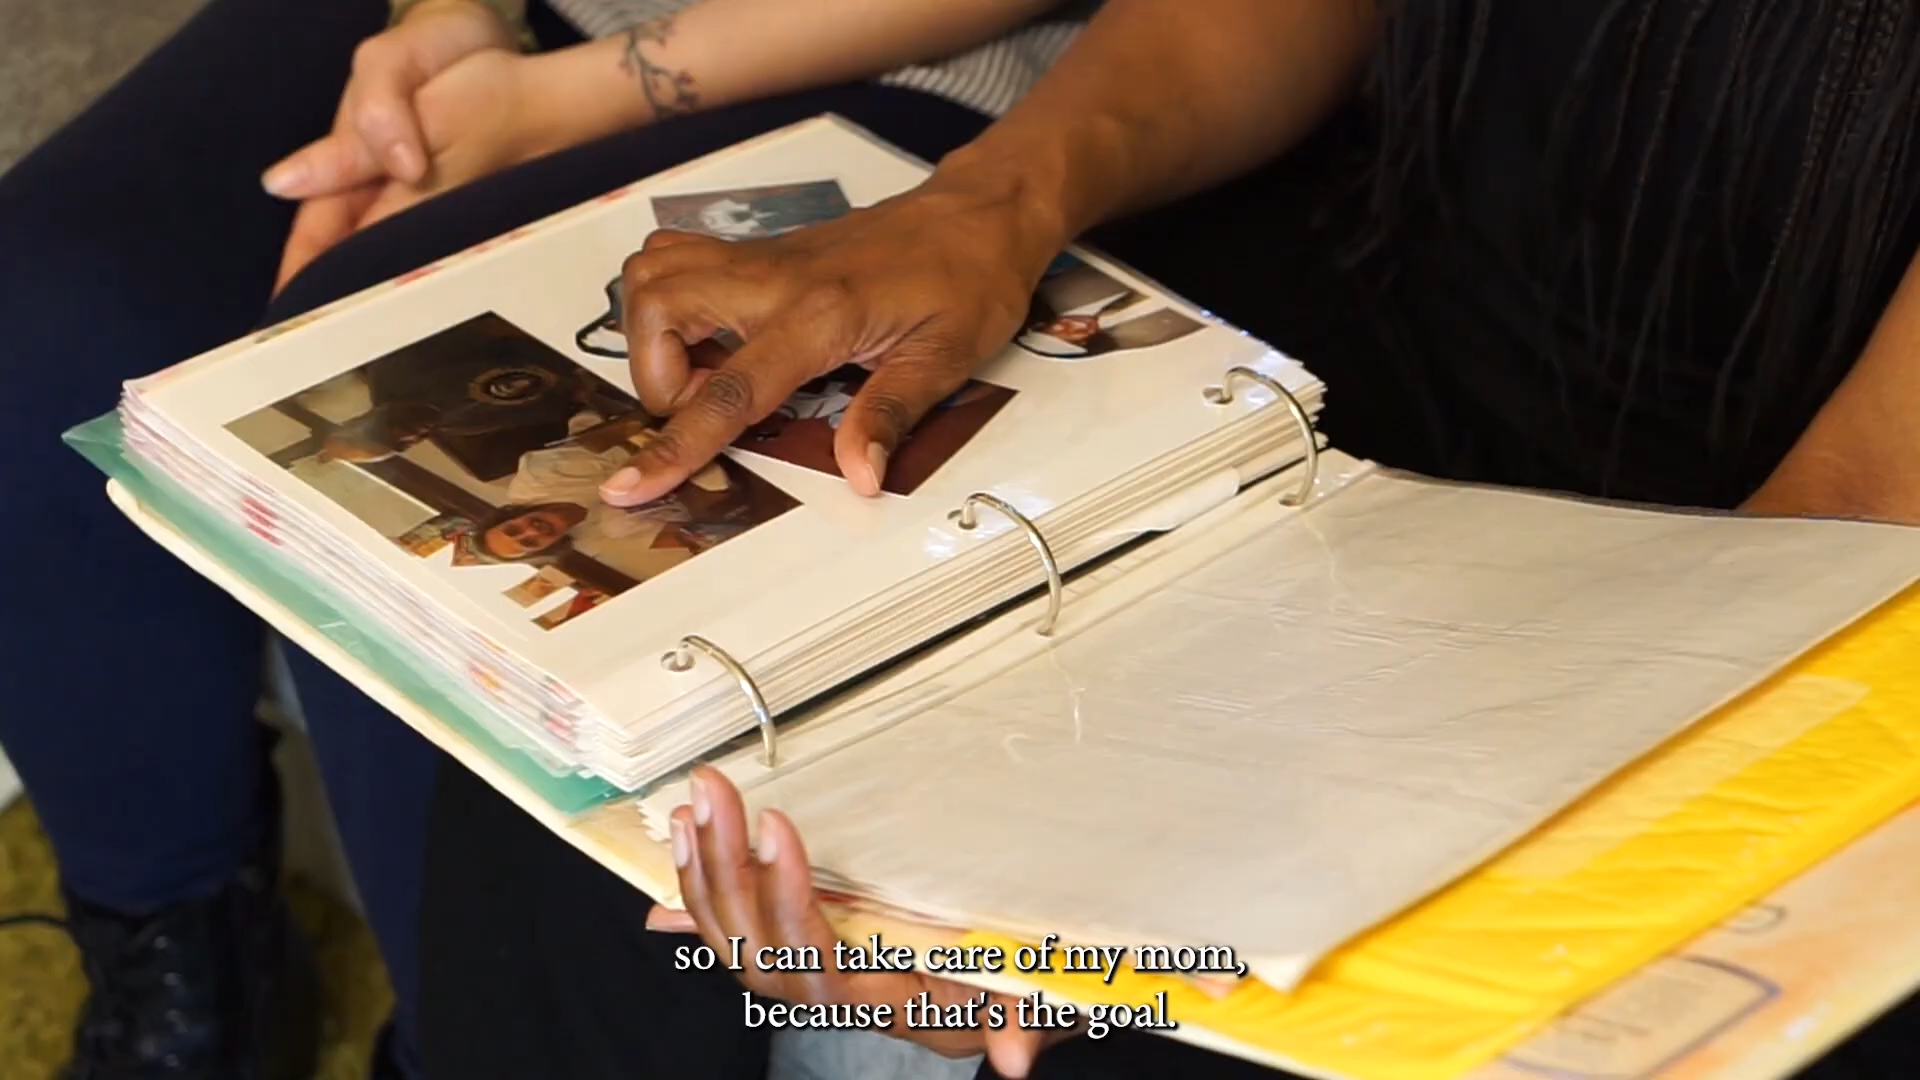 so I can take care of my mom,
because that's the goal.